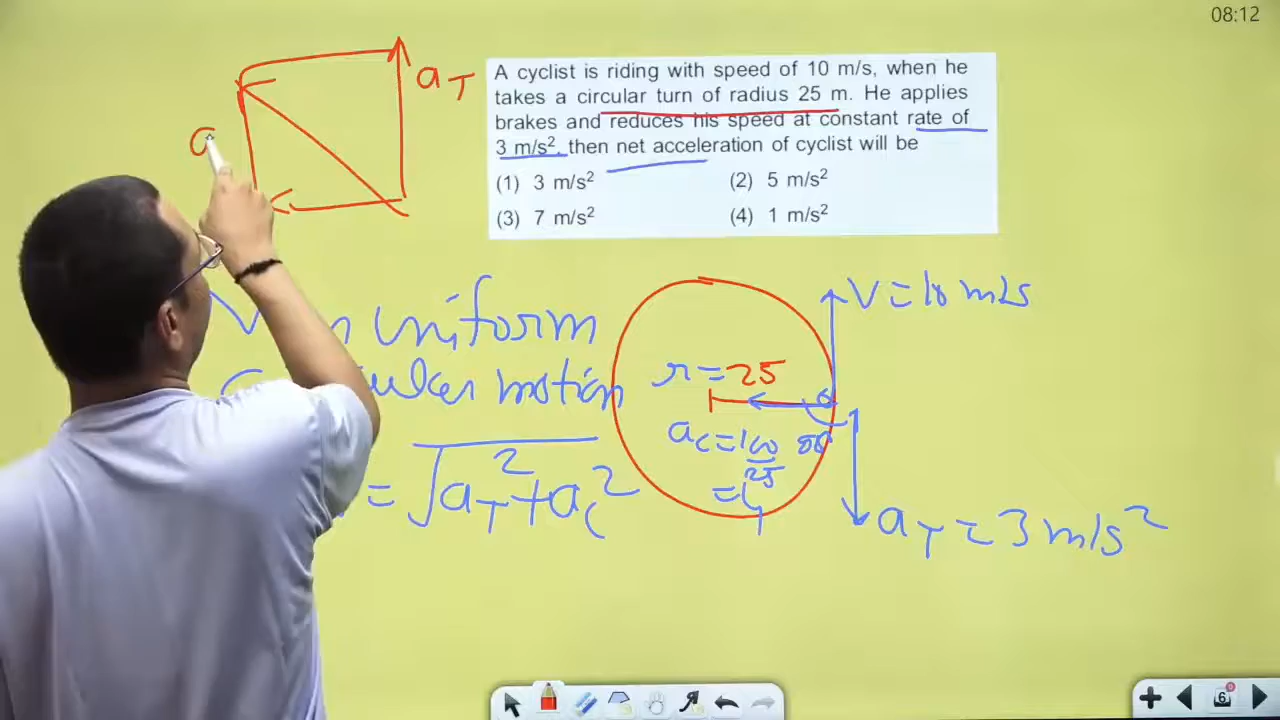 08:12
A cyclist is riding with speed of 10 m/s, when he
takes a circular turn of radius 25 m. He applies
brakes and reduces his speed at constant rate of
3 m/s², then net acceleration of cyclist will be
(1) 3 m/s² (2) 5 m/s²
(3) 7 m/s² (4) 1 m/s²
a_T
a
uniform
motion
= √(a_T² + a_C²)
V = 10 m/s
r = 25
a_C = 100/25
= 4
a_T = 3 m/s²
6